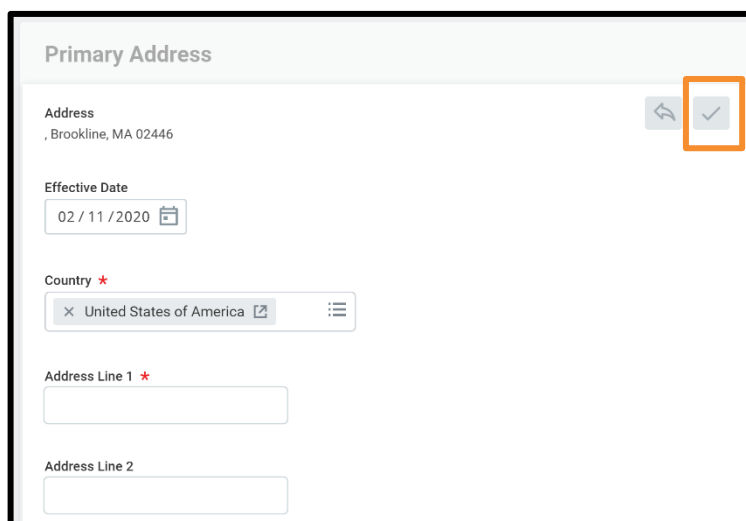 Primary Address
Address
, Brookline, MA 02446
Effective Date
02 / 11 / 2020
Country *
× United States of America
Address Line 1 *
Address Line 2